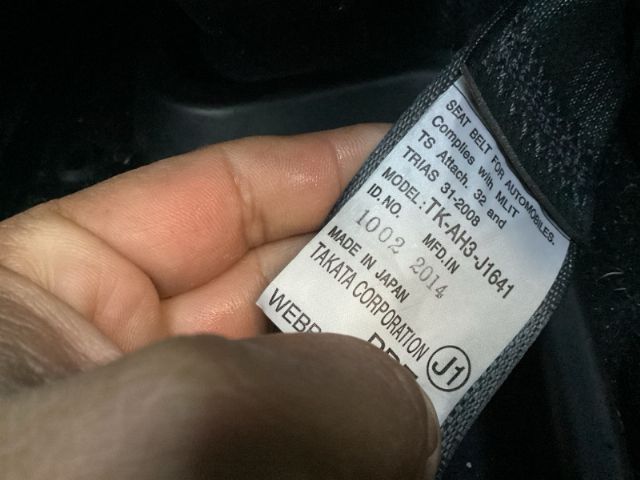 SEAT BELT FOR AUTOMOBILES.
Complies with MLIT
TS Attach. 32 and
TRIAS 31-2008
MODEL: TK-AH3-J1641
ID.NO. MFD.IN
1002 2014
MADE IN JAPAN
TAKATA CORPORATION
J1